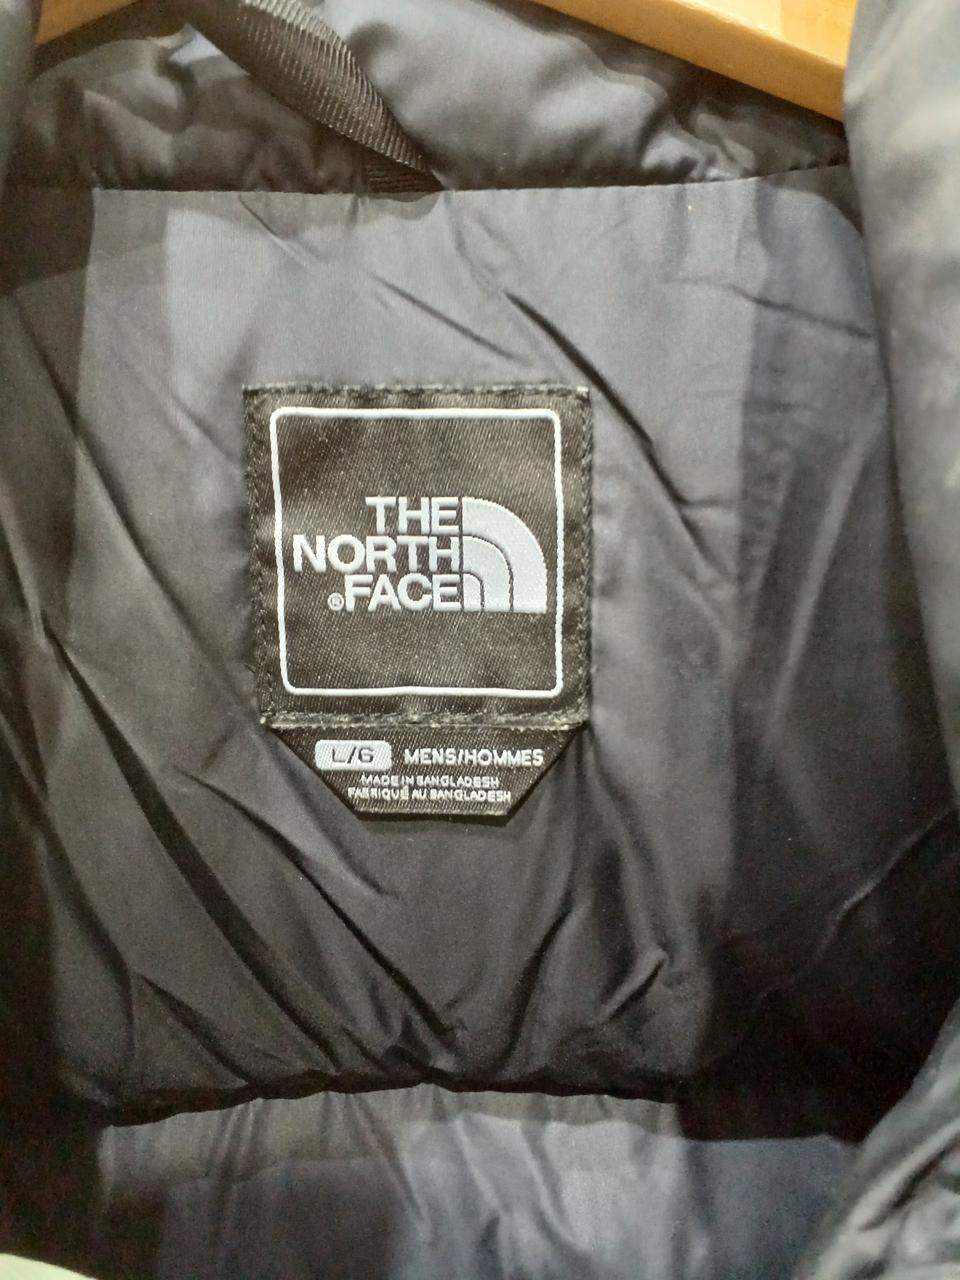 THE
NORTH
®FACE
L/G MENS/HOMMES
MADE IN BANGLADESH
FABRIQUÉ AU BANGLADESH